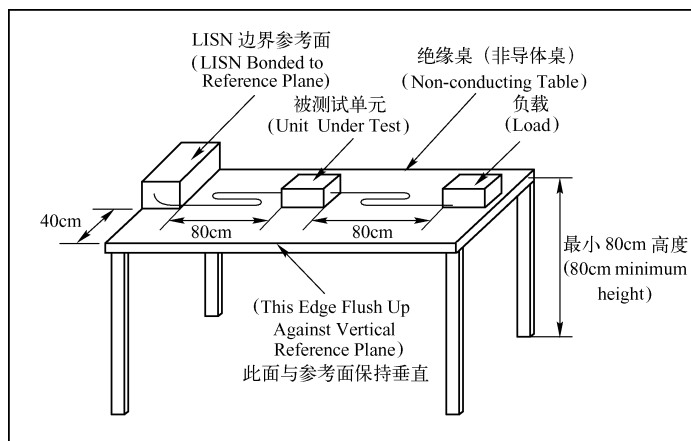 LISN 边界参考面
(LISN Bonded to
Reference Plane)
绝缘桌（非导体桌）
(Non-conducting Table)
被测试单元
(Unit Under Test)
负载
(Load)
40cm
80cm
80cm
最小 80cm 高度
(80cm minimum
height)
(This Edge Flush Up
Against Vertical
Reference Plane)
此面与参考面保持垂直